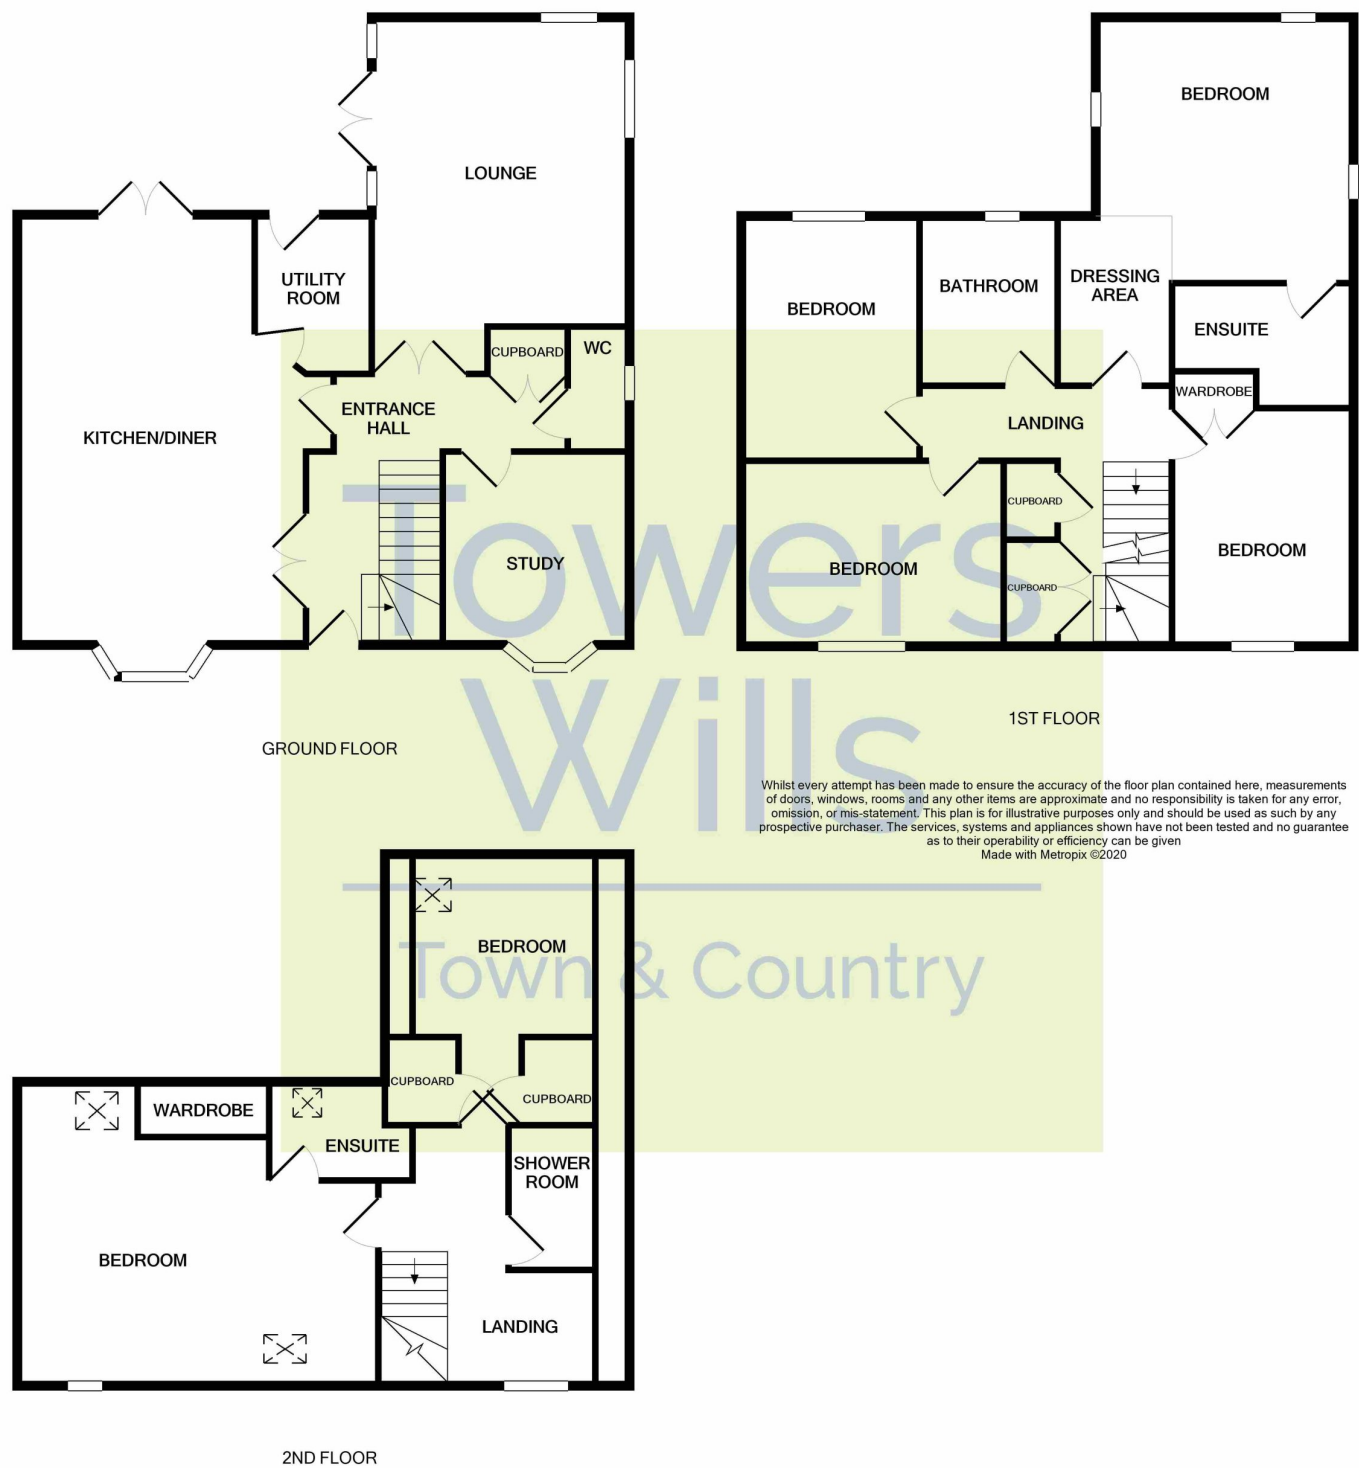 LOUNGE
UTILITY
ROOM
CUPBOARD
WC
ENTRANCE
HALL
KITCHEN/DINER
STUDY
GROUND FLOOR
BEDROOM
BEDROOM
BATHROOM
DRESSING
AREA
ENSUITE
WARDROBE
LANDING
CUPBOARD
BEDROOM
CUPBOARD
BEDROOM
1ST FLOOR
Towers
Wills
Town & Country
Whilst every attempt has been made to ensure the accuracy of the floor plan contained here, measurements
of doors, windows, rooms and any other items are approximate and no responsibility is taken for any error,
omission, or mis-statement. This plan is for illustrative purposes only and should be used as such by any
prospective purchaser. The services, systems and appliances shown have not been tested and no guarantee
as to their operability or efficiency can be given
Made with Metropix ©2020
BEDROOM
CUPBOARD
CUPBOARD
WARDROBE
ENSUITE
SHOWER
ROOM
BEDROOM
LANDING
2ND FLOOR